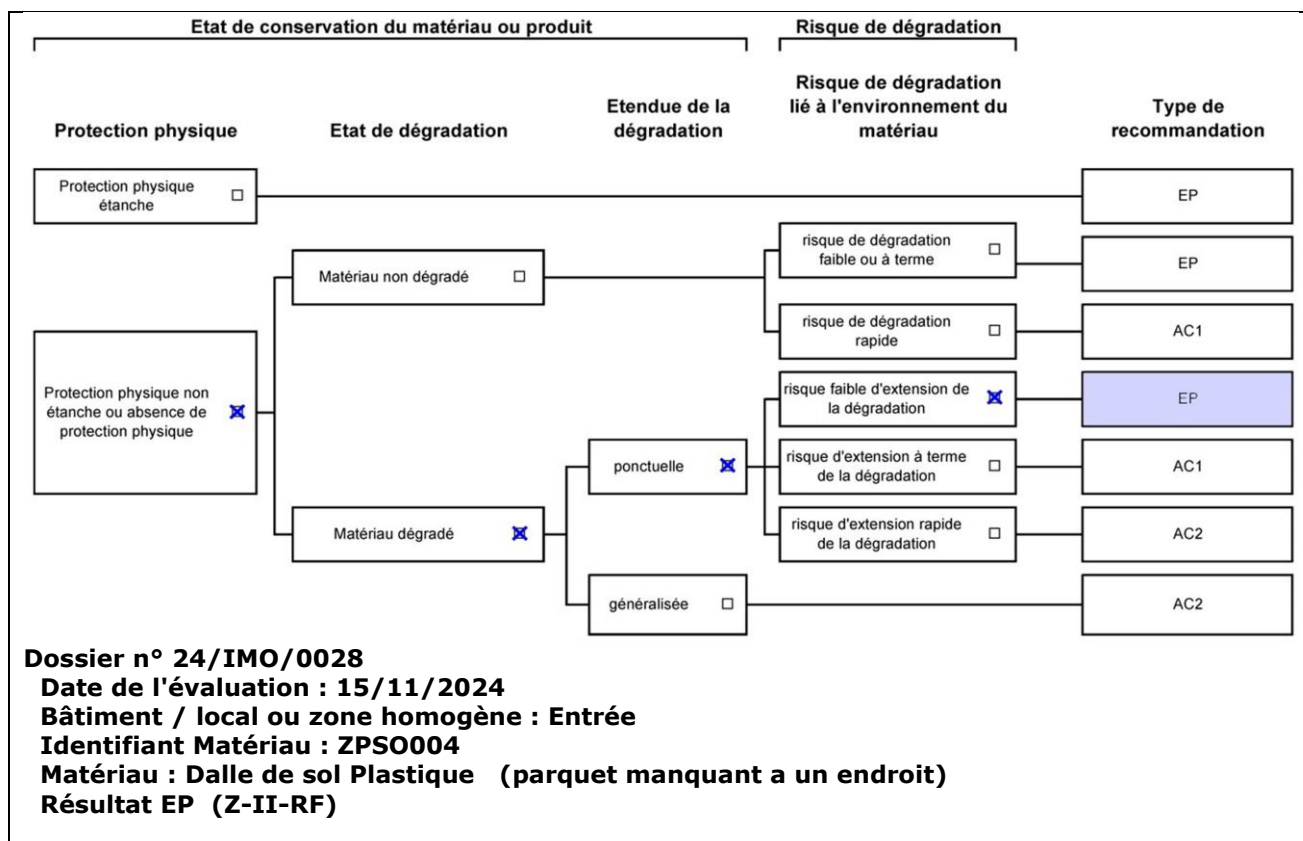 Etat de conservation du matériau ou produit
Risque de dégradation
Protection physique
Etat de dégradation
Etendue de la
dégradation
Risque de dégradation
lié à l'environnement du
matériau
Type de
recommandation
Protection physique
étanche
EP
Matériau non dégradé
risque de dégradation
faible ou à terme
EP
risque de dégradation
rapide
AC1
Protection physique non
étanche ou absence de
protection physique
risque faible d'extension de
la dégradation
EP
ponctuelle
risque d'extension à terme
de la dégradation
AC1
Matériau dégradé
risque d'extension rapide
de la dégradation
AC2
généralisée
AC2
Dossier n° 24/IMO/0028
Date de l'évaluation : 15/11/2024
Bâtiment / local ou zone homogène : Entrée
Identifiant Matériau : ZPSO004
Matériau : Dalle de sol Plastique (parquet manquant a un endroit)
Résultat EP (Z-II-RF)